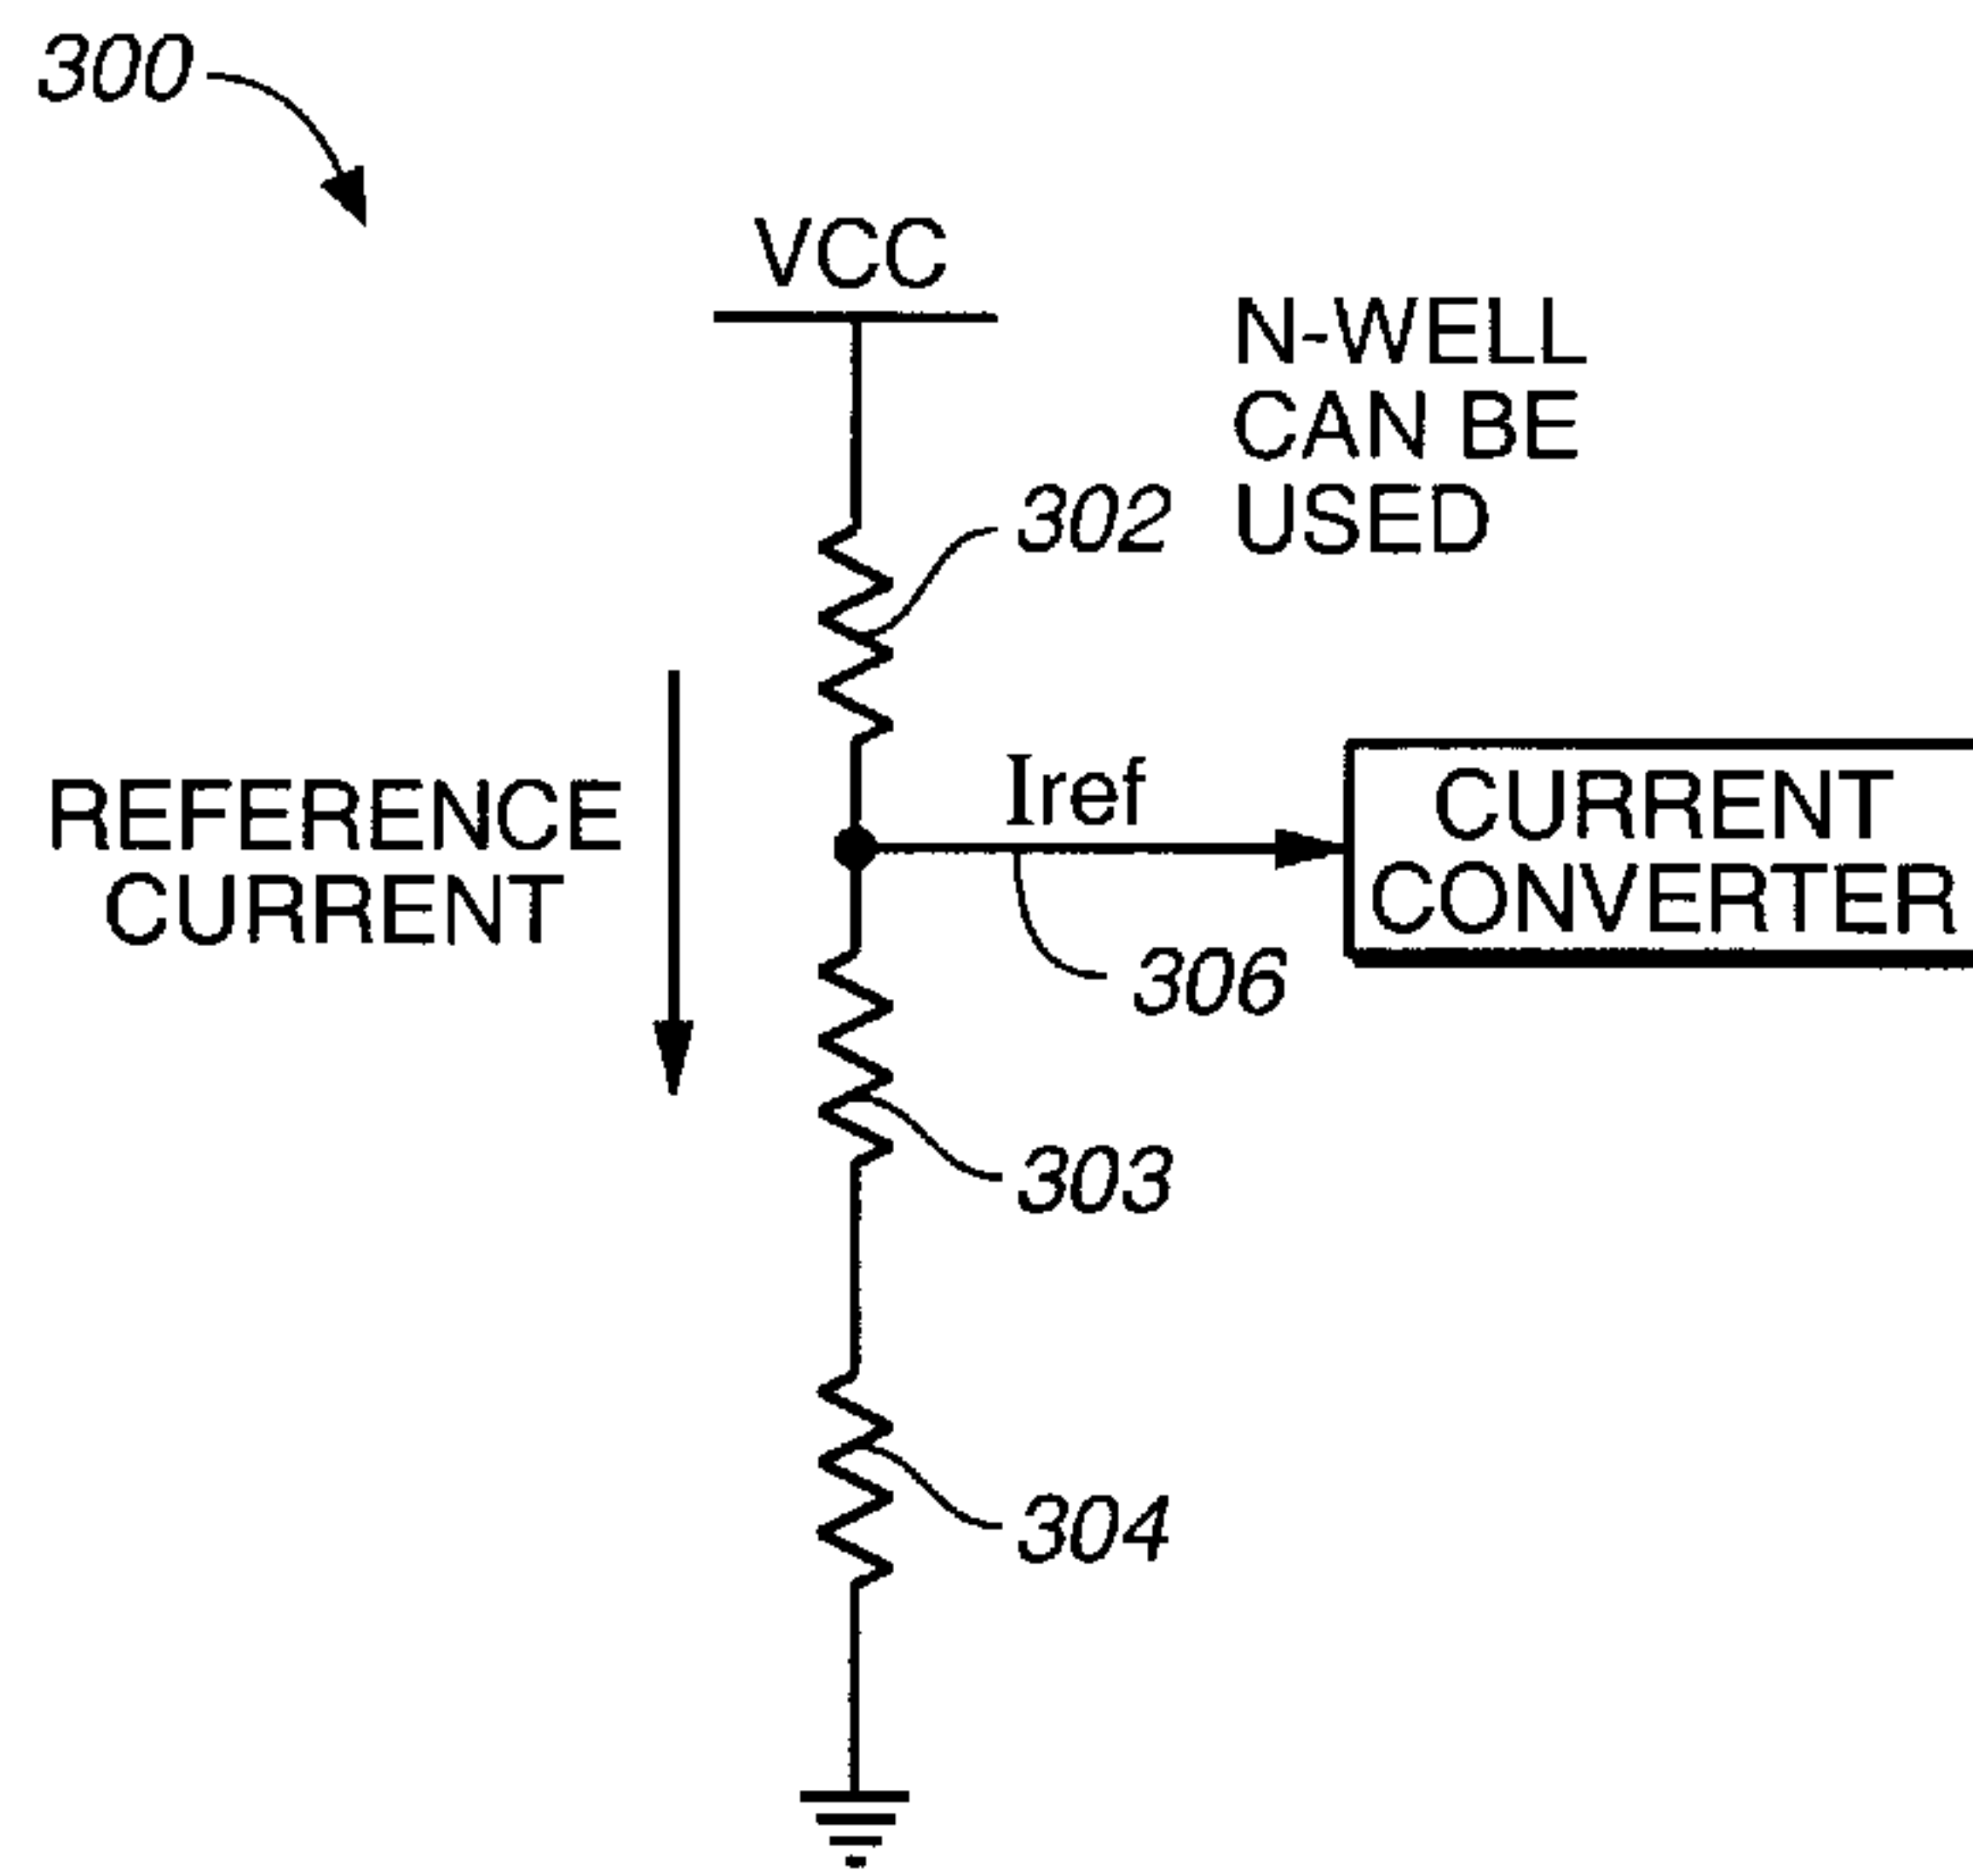 300
VCC
N-WELL
CAN BE
USED
302
REFERENCE
CURRENT
Iref
CURRENT
CONVERTER
306
303
304